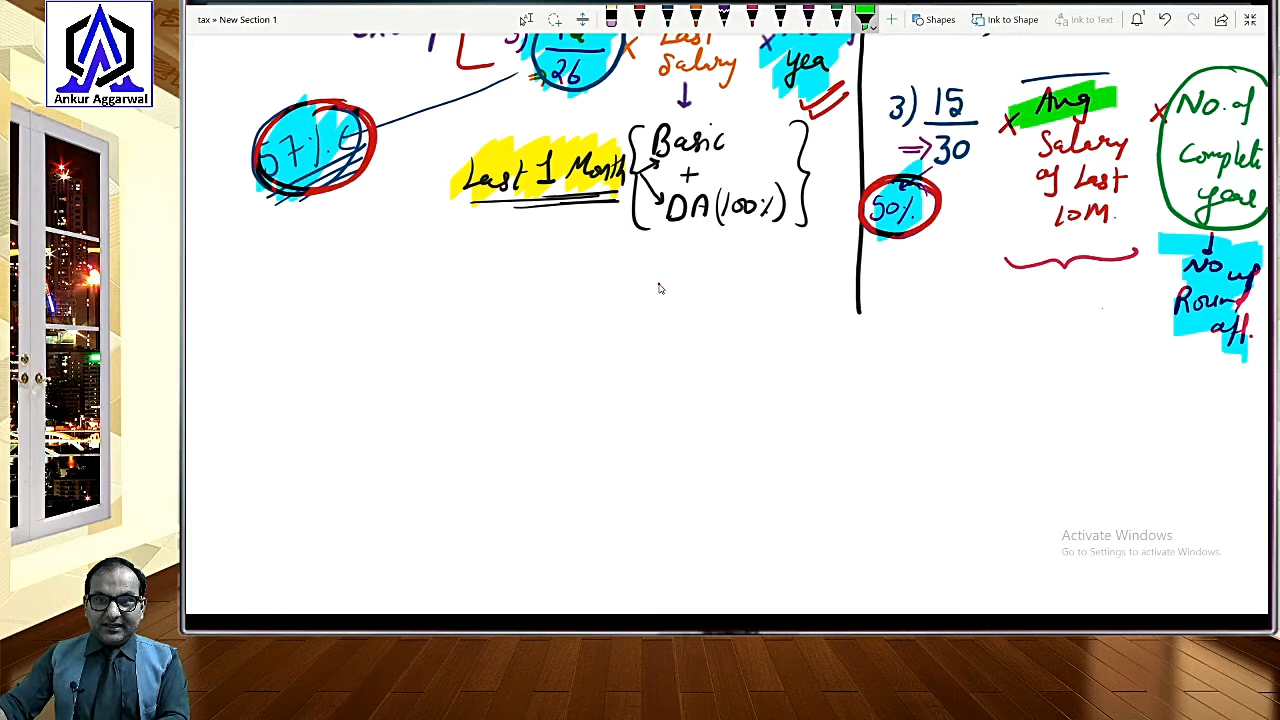 tax » New Section 1
Shapes
Ink to Shape
Ink to Text
Ankur Aggarwal
3)
26
x Last
Salary
x
yea
57%
Last 1 Month
Basic
+
DA (100%)
3) 15
30
50%
x Avg
Salary
of Last
10M.
x No. of
Complete
year
No
Round
off.
Activate Windows
Go to Settings to activate Windows.